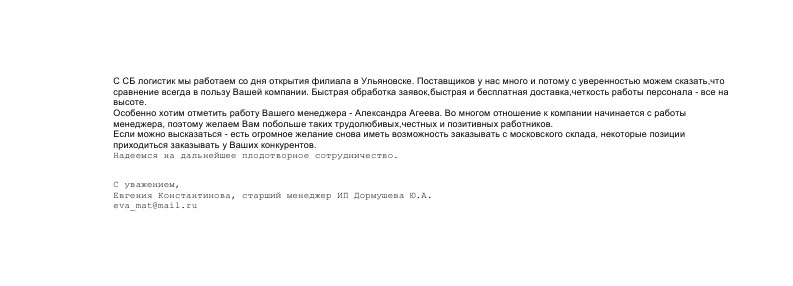 С СБ логистик мы работаем со дня открытия филиала в Ульяновске. Поставщиков у нас много и потому с уверенностью можем сказать,что
сравнение всегда в пользу Вашей компании. Быстрая обработка заявок,быстрая и бесплатная доставка,четкость работы персонала - все на
высоте.
Особенно хотим отметить работу Вашего менеджера - Александра Агеева. Во многом отношение к компании начинается с работы
менеджера, поэтому желаем Вам побольше таких трудолюбивых,честных и позитивных работников.
Если можно высказаться - есть огромное желание снова иметь возможность заказывать с московского склада, некоторые позиции
приходиться заказывать у Ваших конкурентов.
Надеемся на дальнейшее плодотворное сотрудничество.
С уважением,
Евгения Константинова, старший менеджер ИП Дормушева Ю.А.
eva_mat@mail.ru